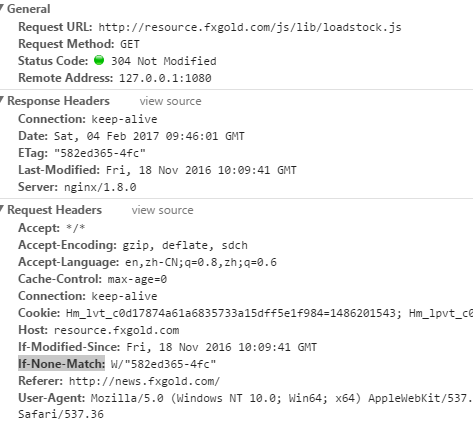 General
Request URL: http://resource.fxgold.com/js/lib/loadstock.js
Request Method: GET
Status Code: 304 Not Modified
Remote Address: 127.0.0.1:1080
Response Headers view source
Connection: keep-alive
Date: Sat, 04 Feb 2017 09:46:01 GMT
ETag: "582ed365-4fc"
Last-Modified: Fri, 18 Nov 2016 10:09:41 GMT
Server: nginx/1.8.0
Request Headers view source
Accept: */*
Accept-Encoding: gzip, deflate, sdch
Accept-Language: en,zh-CN;q=0.8,zh;q=0.6
Cache-Control: max-age=0
Connection: keep-alive
Cookie: Hm_lvt_c0d17874a61a6835733a15dff5e1f984=1486201543; Hm_lpvt_c0
Host: resource.fxgold.com
If-Modified-Since: Fri, 18 Nov 2016 10:09:41 GMT
If-None-Match: W/"582ed365-4fc"
Referer: http://news.fxgold.com/
User-Agent: Mozilla/5.0 (Windows NT 10.0; Win64; x64) AppleWebKit/537.
Safari/537.36